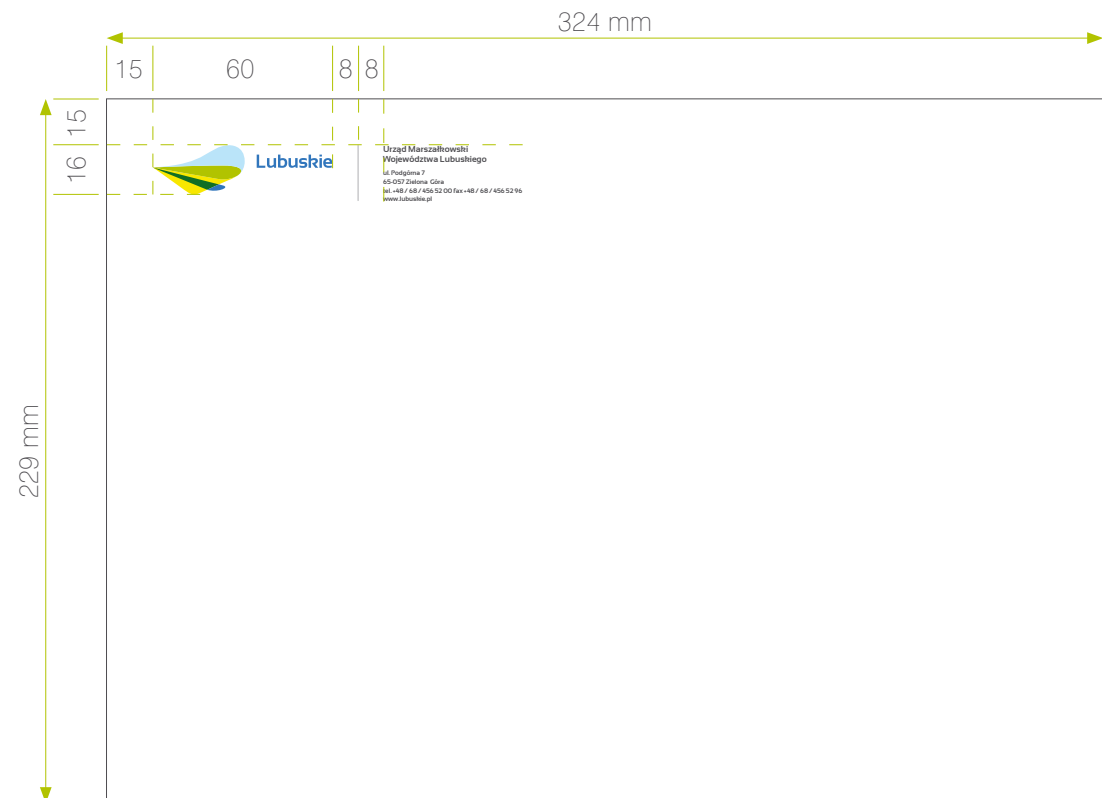 324 mm
15 60 8 8
15
16
229 mm
Lubuskie
Urząd Marszałkowski
Województwa Lubuskiego
ul. Podgórna 7
65-057 Zielona Góra
tel. +48 / 68 / 456 52 00 fax +48 / 68 / 456 52 96
www.lubuskie.pl